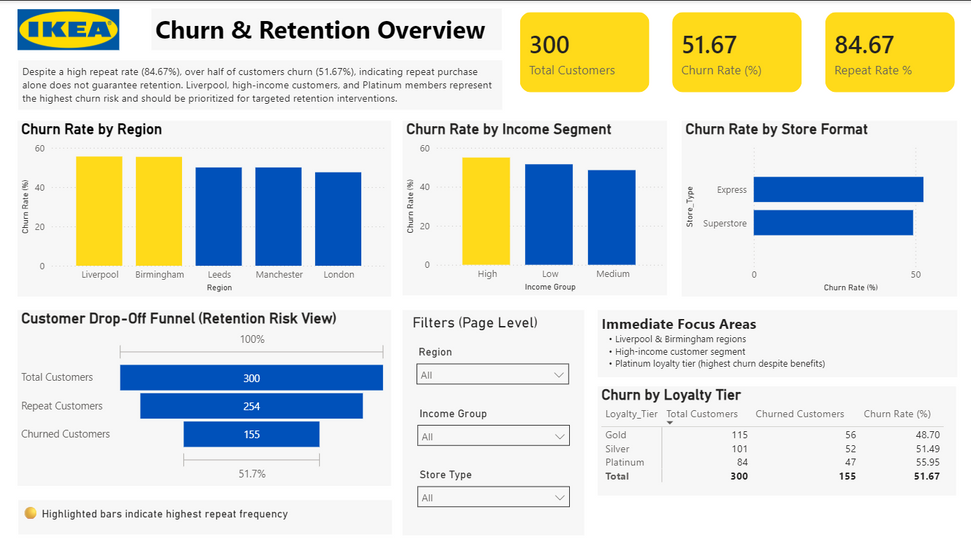 IKEA
Churn & Retention Overview
Despite a high repeat rate (84.67%), over half of customers churn (51.67%), indicating repeat purchase
alone does not guarantee retention. Liverpool, high-income customers, and Platinum members represent
the highest churn risk and should be prioritized for targeted retention interventions.
300
Total Customers
51.67
Churn Rate (%)
84.67
Repeat Rate %
Churn Rate by Region
Churn Rate (%)
60
40
20
0
Liverpool Birmingham Leeds Manchester London
Region
Churn Rate by Income Segment
Churn Rate (%)
60
40
20
0
High Low Medium
Income Group
Churn Rate by Store Format
Store_Type
Express
Superstore
0 50
Churn Rate (%)
Customer Drop-Off Funnel (Retention Risk View)
100%
Total Customers 300
Repeat Customers 254
Churned Customers 155
51.7%
Highlighted bars indicate highest repeat frequency
Filters (Page Level)
Region
All
Income Group
All
Store Type
All
Immediate Focus Areas
• Liverpool & Birmingham regions
• High-income customer segment
• Platinum loyalty tier (highest churn despite benefits)
Churn by Loyalty Tier
Loyalty_Tier Total Customers Churned Customers Churn Rate (%)
Gold 115 56 48.70
Silver 101 52 51.49
Platinum 84 47 55.95
Total 300 155 51.67